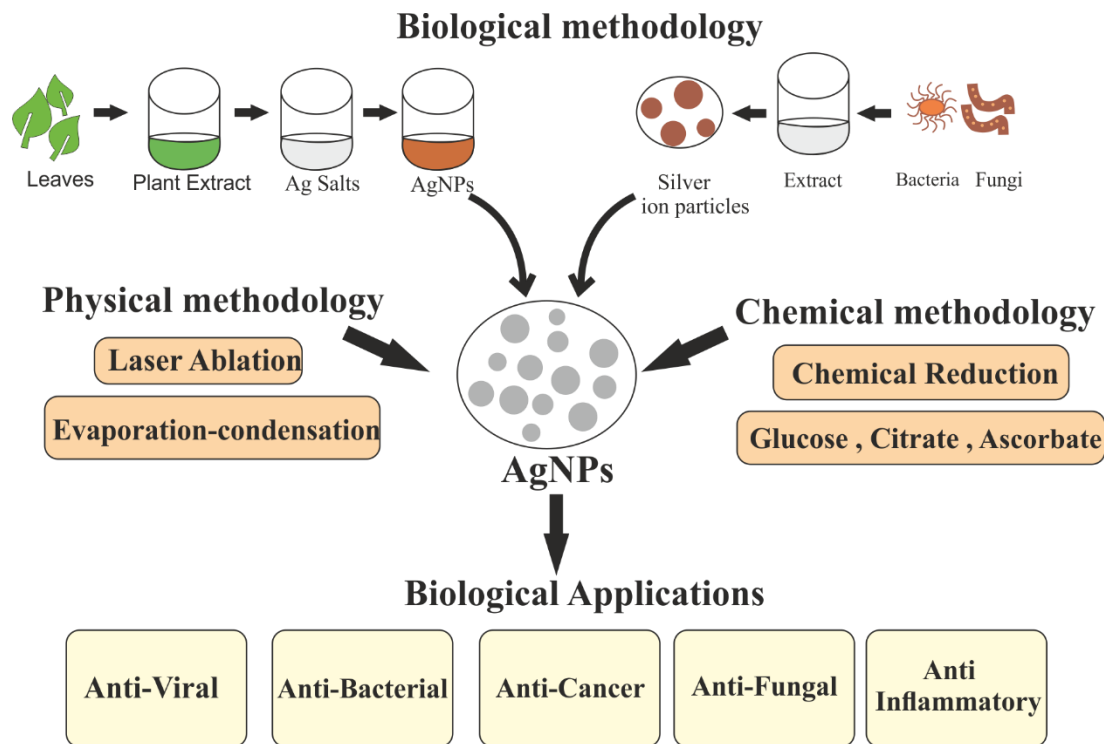 Biological methodology
Leaves
Plant Extract
Ag Salts
AgNPs
Silver
ion particles
Extract
Bacteria
Fungi
Physical methodology
Laser Ablation
Evaporation-condensation
Chemical methodology
Chemical Reduction
Glucose , Citrate , Ascorbate
AgNPs
Biological Applications
Anti-Viral
Anti-Bacterial
Anti-Cancer
Anti-Fungal
Anti
Inflammatory